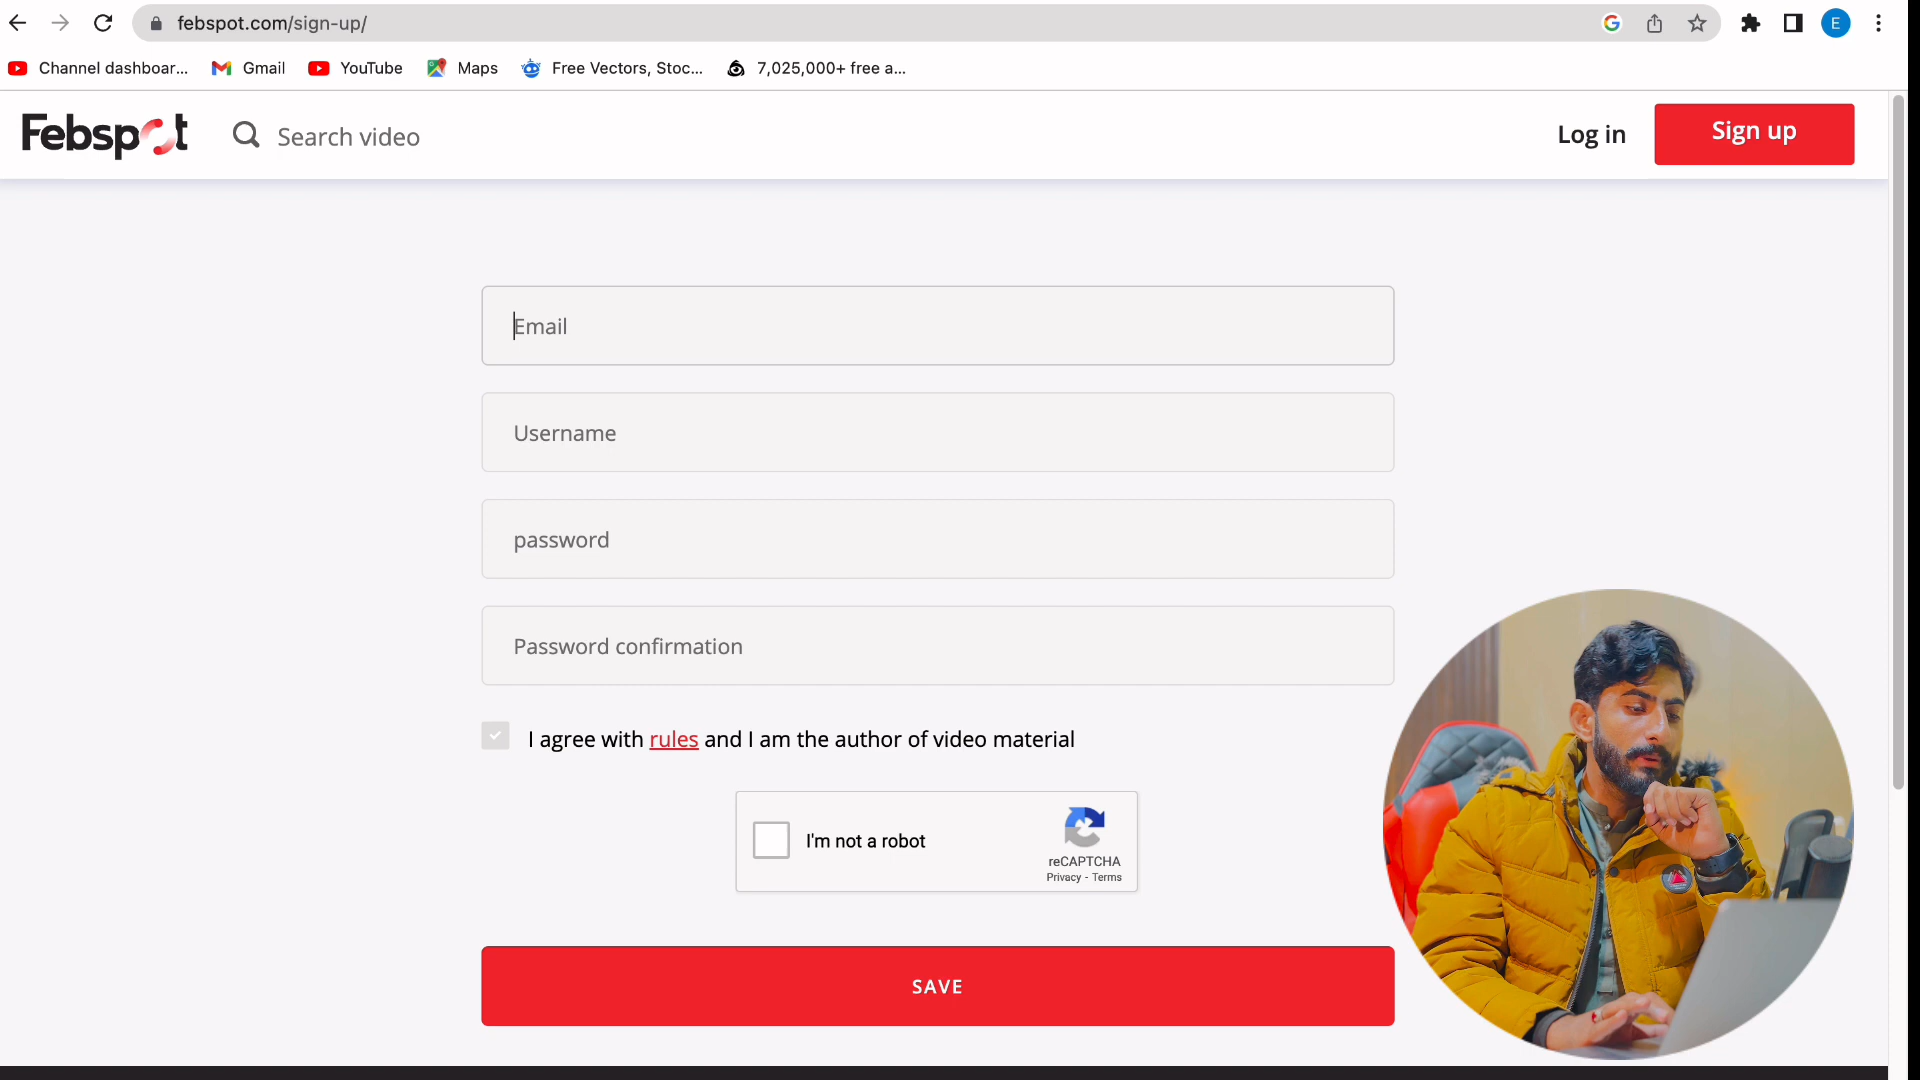 febspot.com/sign-up/
E
Channel dashboar...
Gmail
YouTube
Maps
Free Vectors, Stoc...
7,025,000+ free a...
Febspot
Search video
Log in
Sign up
Email
Username
password
Password confirmation
I agree with rules and I am the author of video material
I'm not a robot
reCAPTCHA
Privacy - Terms
SAVE